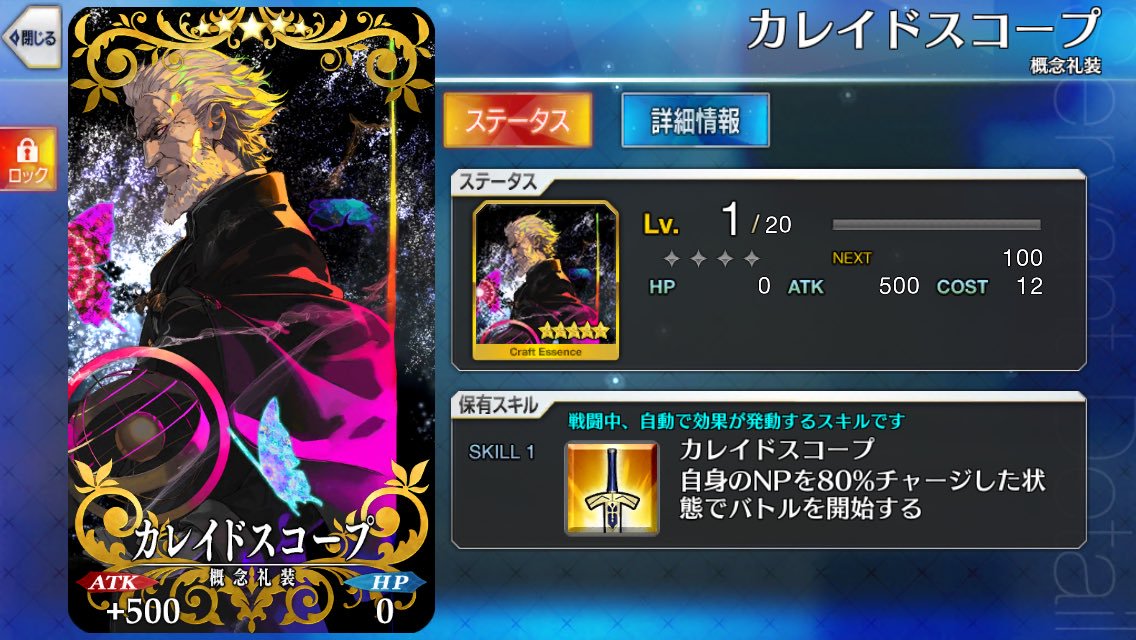 閉じる
カレイドスコープ
概念礼装
ロック
ステータス
詳細情報
ステータス
Lv. 1/20
NEXT 100
HP 0 ATK 500 COST 12
Craft Essence
保有スキル
戦闘中、自動で効果が発動するスキルです
SKILL 1
カレイドスコープ
自身のNPを80%チャージした状
態でバトルを開始する
カレイドスコープ
概念礼装
ATK
+500
HP
0